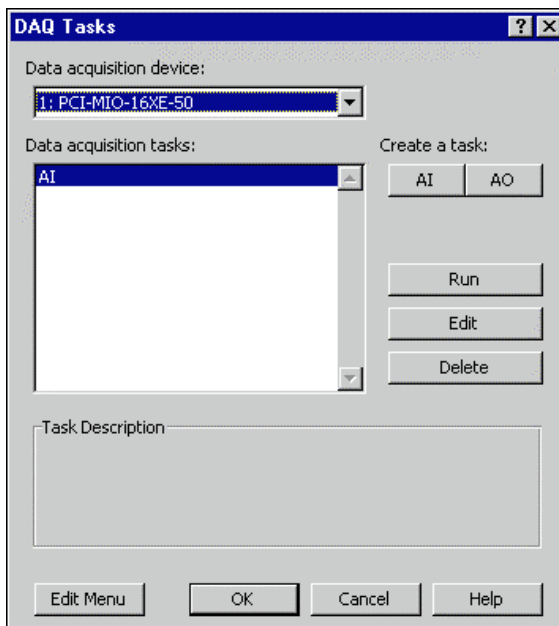 DAQ Tasks
Data acquisition device:
1: PCI-MIO-16XE-50
Data acquisition tasks:
Create a task:
AI
AI AO
Run
Edit
Delete
Task Description
Edit Menu OK Cancel Help